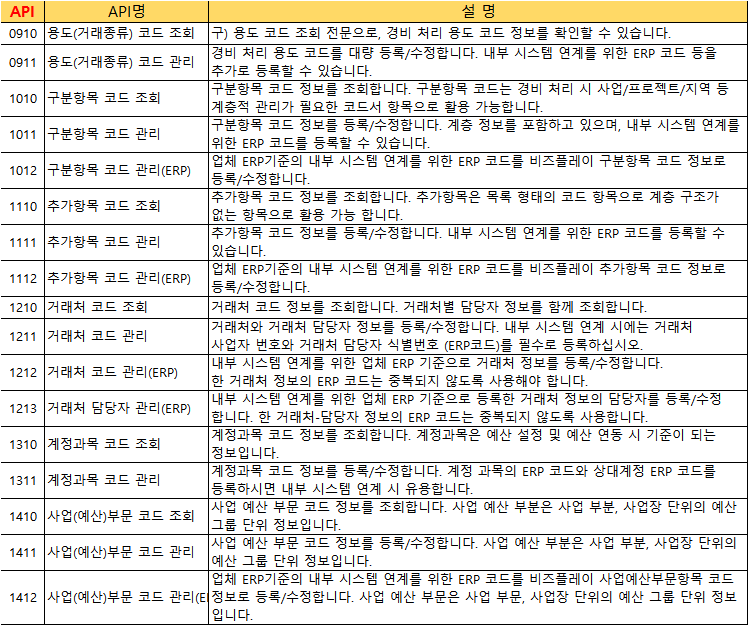 API API명 설 명
0910 용도(거래종류) 코드 조회 구) 용도 코드 조회 전문으로, 경비 처리 용도 코드 정보를 확인할 수 있습니다.
0911 용도(거래종류) 코드 관리 경비 처리 용도 코드를 대량 등록/수정합니다. 내부 시스템 연계를 위한 ERP 코드 등을
추가로 등록할 수 있습니다.
1010 구분항목 코드 조회 구분항목 코드 정보를 조회합니다. 구분항목 코드는 경비 처리 시 사업/프로젝트/지역 등
계층적 관리가 필요한 코드서 항목으로 활용 가능합니다.
1011 구분항목 코드 관리 구분항목 코드 정보를 등록/수정합니다. 계층 정보를 포함하고 있으며, 내부 시스템 연계를
위한 ERP 코드를 등록할 수 있습니다.
1012 구분항목 코드 관리(ERP) 업체 ERP기준의 내부 시스템 연계를 위한 ERP 코드를 비즈플레이 구분항목 코드 정보로
등록/수정합니다.
1110 추가항목 코드 조회 추가항목 코드 정보를 조회합니다. 추가항목은 목록 형태의 코드 항목으로 계층 구조가
없는 항목으로 활용 가능 합니다.
1111 추가항목 코드 관리 추가항목 코드 정보를 등록/수정합니다. 내부 시스템 연계를 위한 ERP 코드를 등록할 수
있습니다.
1112 추가항목 코드 관리(ERP) 업체 ERP기준의 내부 시스템 연계를 위한 ERP 코드를 비즈플레이 추가항목 코드 정보로
등록/수정합니다.
1210 거래처 코드 조회 거래처 코드 정보를 조회합니다. 거래처별 담당자 정보를 함께 조회합니다.
1211 거래처 코드 관리 거래처와 거래처 담당자 정보를 등록/수정합니다. 내부 시스템 연계 시에는 거래처
사업자 번호와 거래처 담당자 식별번호 (ERP코드)를 필수로 등록하십시오.
1212 거래처 코드 관리(ERP) 내부 시스템 연계를 위한 업체 ERP 기준으로 거래처 정보를 등록/수정합니다.
한 거래처 정보의 ERP 코드는 중복되지 않도록 사용해야 합니다.
1213 거래처 담당자 관리(ERP) 내부 시스템 연계를 위한 업체 ERP 기준으로 등록한 거래처 정보의 담당자를 등록/수정
합니다. 한 거래처-담당자 정보의 ERP 코드는 중복되지 않도록 사용합니다.
1310 계정과목 코드 조회 계정과목 코드 정보를 조회합니다. 계정과목은 예산 설정 및 예산 연동 시 기준이 되는
정보입니다.
1311 계정과목 코드 관리 계정과목 코드 정보를 등록/수정합니다. 계정 과목의 ERP 코드와 상대계정 ERP 코드를
등록하시면 내부 시스템 연계 시 유용합니다.
1410 사업(예산)부문 코드 조회 사업 예산 부문 코드 정보를 조회합니다. 사업 예산 부분은 사업 부분, 사업장 단위의 예산
그룹 단위 정보입니다.
1411 사업(예산)부문 코드 관리 사업 예산 부문 코드 정보를 등록/수정합니다. 사업 예산 부분은 사업 부분, 사업장 단위의
예산 그룹 단위 정보입니다.
1412 사업(예산)부문 코드 관리(E 업체 ERP기준의 내부 시스템 연계를 위한 ERP 코드를 비즈플레이 사업예산부문항목 코드
정보로 등록/수정합니다. 사업 예산 부문은 사업 부문, 사업장 단위의 예산 그룹 단위 정보
입니다.